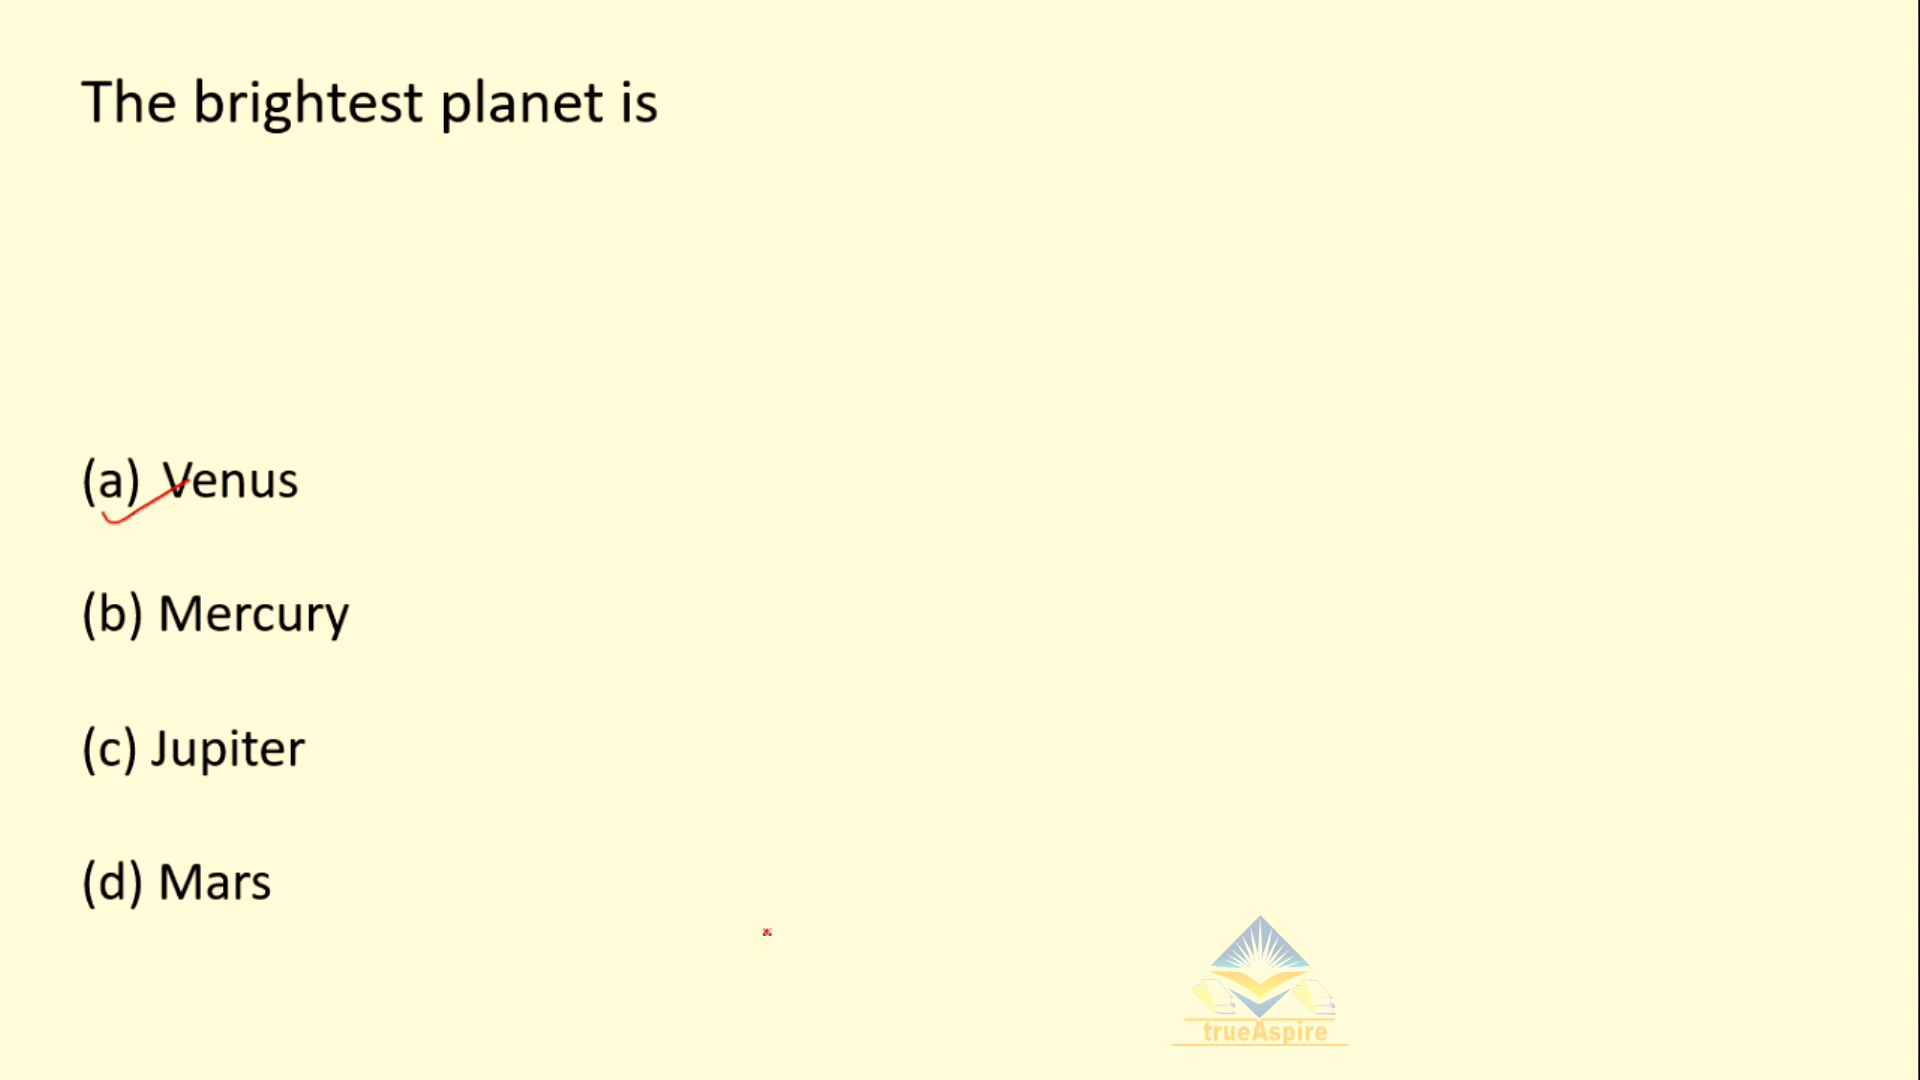 The brightest planet is
(a) Venus
(b) Mercury
(c) Jupiter
(d) Mars
trueAspire